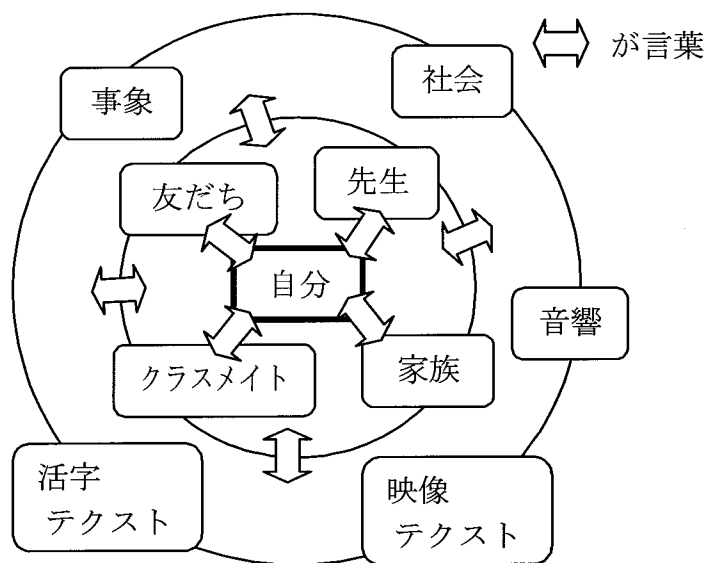 が言葉
社会
事象
友だち
先生
自分
音響
クラスメイト
家族
活字
テクスト
映像
テクスト